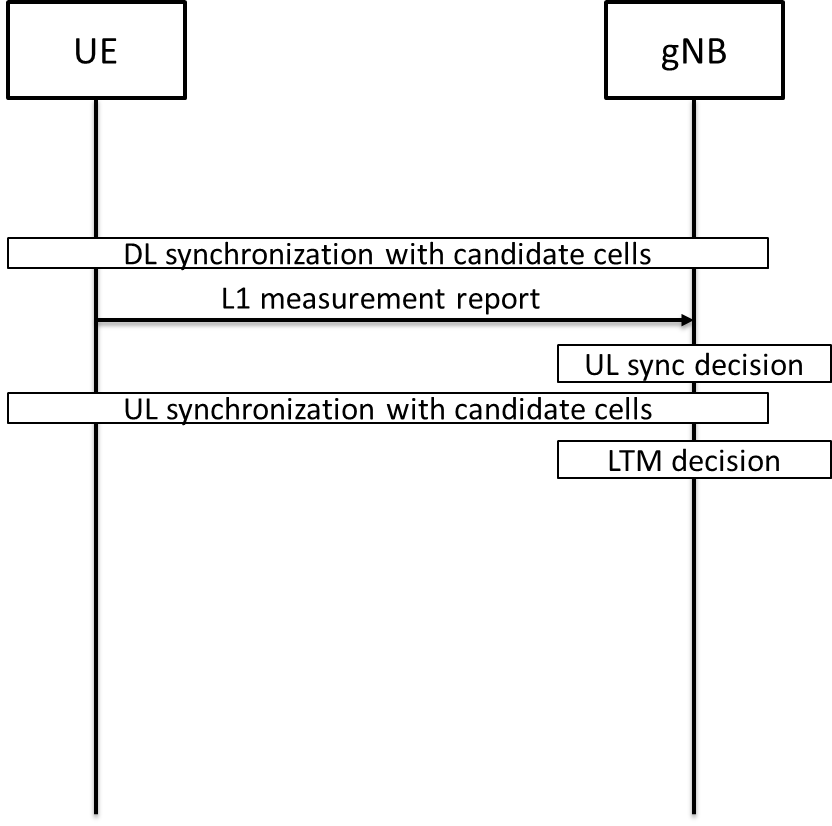 UE
gNB
DL synchronization with candidate cells
L1 measurement report
UL sync decision
UL synchronization with candidate cells
LTM decision